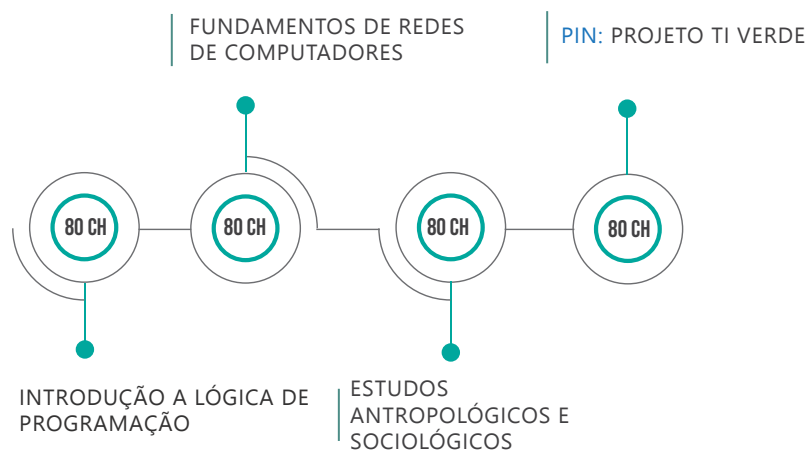 FUNDAMENTOS DE REDES
DE COMPUTADORES
PIN: PROJETO TI VERDE
80 CH
80 CH
80 CH
80 CH
INTRODUÇÃO A LÓGICA DE
PROGRAMAÇÃO
ESTUDOS
ANTROPOLÓGICOS E
SOCIOLÓGICOS